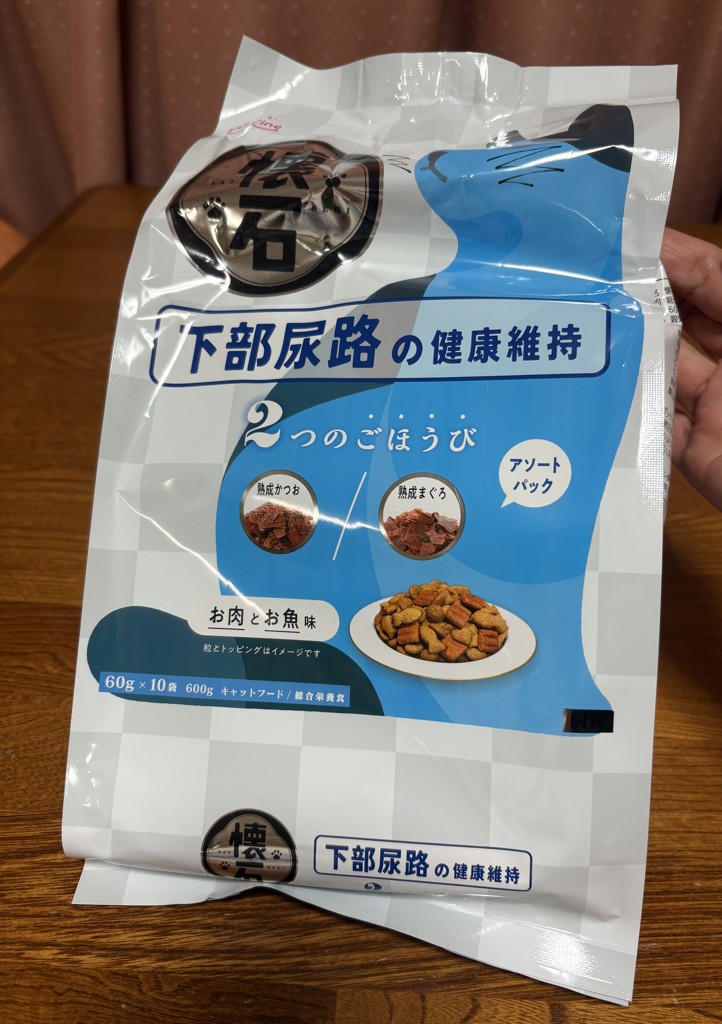 懐石
下部尿路の健康維持
2つのごほうび
アソート
パック
熟成かつお
熟成まぐろ
お肉とお魚味
粒とトッピングはイメージです
60g×10袋 600g キャットフード/総合栄養食
懐石
下部尿路の健康維持